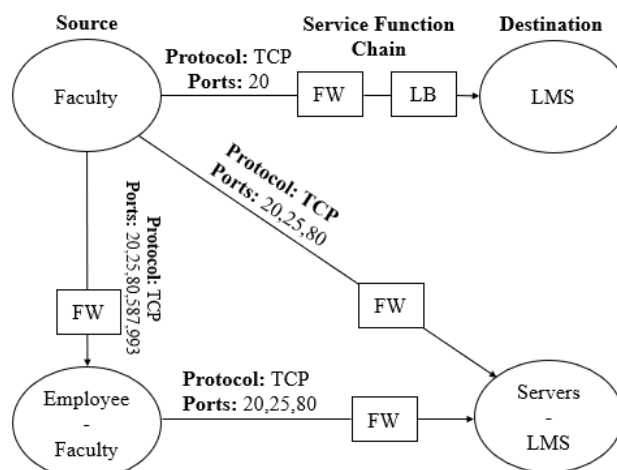 Source
Service Function
Chain
Destination
Faculty
Protocol: TCP
Ports: 20
FW
LB
LMS
Protocol: TCP
Ports: 20,25,80
FW
Protocol: TCP
Ports: 20,25,80,587,993
FW
Employee
-
Faculty
Protocol: TCP
Ports: 20,25,80
FW
Servers
-
LMS